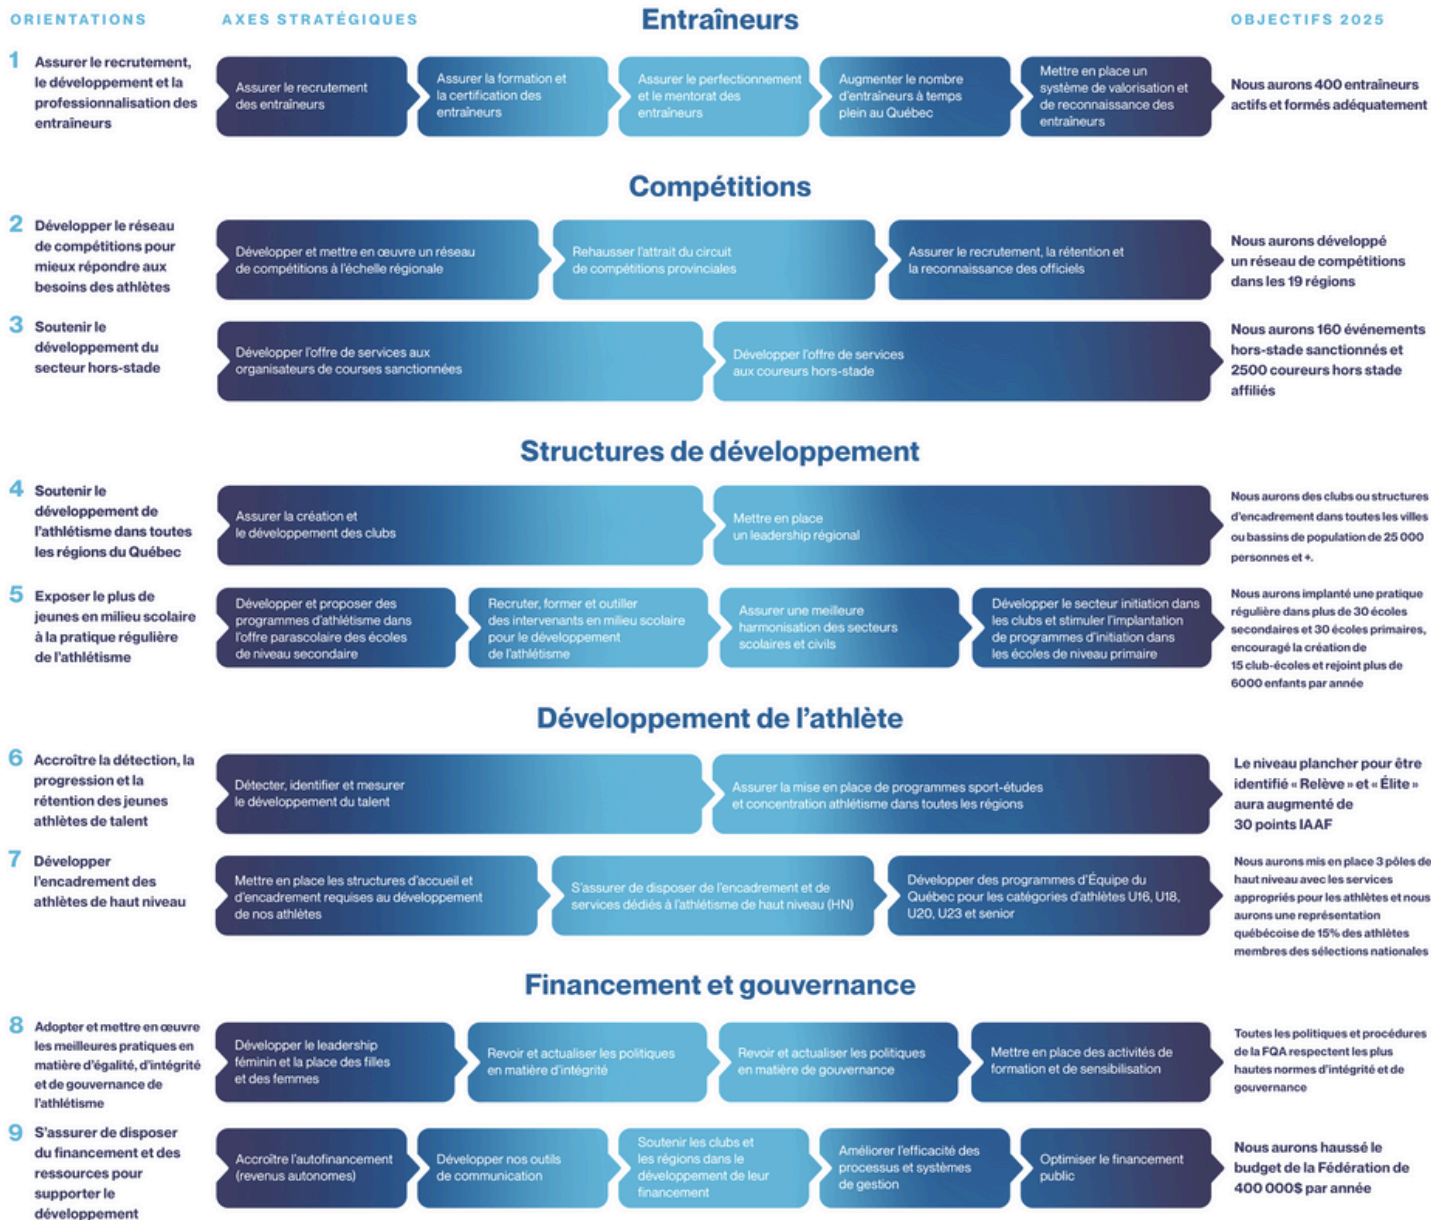 ORIENTATIONS
AXES STRATÉGIQUES
Entraîneurs
OBJECTIFS 2025
1 Assurer le recrutement,
le développement et la
professionnalisation des
entraîneurs
Assurer le recrutement
des entraîneurs
Assurer la formation et
la certification des
entraîneurs
Assurer le perfectionnement
et le mentorat des
entraîneurs
Augmenter le nombre
d'entraîneurs à temps
plein au Québec
Mettre en place un
système de valorisation et
de reconnaissance des
entraîneurs
Nous aurons 400 entraîneurs
actifs et formés adéquatement
Compétitions
2 Développer le réseau
de compétitions pour
mieux répondre aux
besoins des athlètes
Développer et mettre en œuvre un réseau
de compétitions à l'échelle régionale
Rehausser l'attrait du circuit
de compétitions provinciales
Assurer le recrutement, la rétention et
la reconnaissance des officiels
Nous aurons développé
un réseau de compétitions
dans les 19 régions
3 Soutenir le
développement du
secteur hors-stade
Développer l'offre de services aux
organisateurs de courses sanctionnées
Développer l'offre de services
aux coureurs hors-stade
Nous aurons 160 événements
hors-stade sanctionnés et
2500 coureurs hors stade
affiliés
Structures de développement
4 Soutenir le
développement de
l'athlétisme dans toutes
les régions du Québec
Assurer la création et
le développement des clubs
Mettre en place
un leadership régional
Nous aurons des clubs ou structures
d'encadrement dans toutes les villes
ou bassins de population de 25 000
personnes et +.
5 Exposer le plus de
jeunes en milieu scolaire
à la pratique régulière
de l'athlétisme
Développer et proposer des
programmes d'athlétisme dans
l'offre parascolaire des écoles
de niveau secondaire
Recruter, former et outiller
des intervenants en milieu scolaire
pour le développement
de l'athlétisme
Assurer une meilleure
harmonisation des secteurs
scolaires et civils
Développer le secteur initiation dans
les clubs et stimuler l'implantation
de programmes d'initiation dans
les écoles de niveau primaire
Nous aurons implanté une pratique
régulière dans plus de 30 écoles
secondaires et 30 écoles primaires,
encouragé la création de
15 club-écoles et rejoint plus de
6000 enfants par année
Développement de l'athlète
6 Accroître la détection, la
progression et la
rétention des jeunes
athlètes de talent
Détecter, identifier et mesurer
le développement du talent
Assurer la mise en place de programmes sport-études
et concentration athlétisme dans toutes les régions
Le niveau plancher pour être
identifié « Relève » et « Élite »
aura augmenté de
30 points IAAF
7 Développer
l'encadrement des
athlètes de haut niveau
Mettre en place les structures d'accueil et
d'encadrement requises au développement
de nos athlètes
S'assurer de disposer de l'encadrement et de
services dédiés à l'athlétisme de haut niveau (HN)
Développer des programmes d'Équipe du
Québec pour les catégories d'athlètes U16, U18,
U20, U23 et senior
Nous aurons mis en place 3 pôles de
haut niveau avec les services
appropriés pour les athlètes et nous
aurons une représentation
québécoise de 15% des athlètes
membres des sélections nationales
Financement et gouvernance
8 Adopter et mettre en œuvre
les meilleures pratiques en
matière d'égalité, d'intégrité
et de gouvernance de
l'athlétisme
Développer le leadership
féminin et la place des filles
et des femmes
Revoir et actualiser les politiques
en matière d'intégrité
Revoir et actualiser les politiques
en matière de gouvernance
Mettre en place des activités de
formation et de sensibilisation
Toutes les politiques et procédures
de la FQA respectent les plus
hautes normes d'intégrité et de
gouvernance
9 S'assurer de disposer
du financement et des
ressources pour
supporter le
développement
Accroître l'autofinancement
(revenus autonomes)
Développer nos outils
de communication
Soutenir les clubs et
les régions dans le
développement de leur
financement
Améliorer l'efficacité des
processus et systèmes
de gestion
Optimiser le financement
public
Nous aurons haussé le
budget de la Fédération de
400 000$ par année